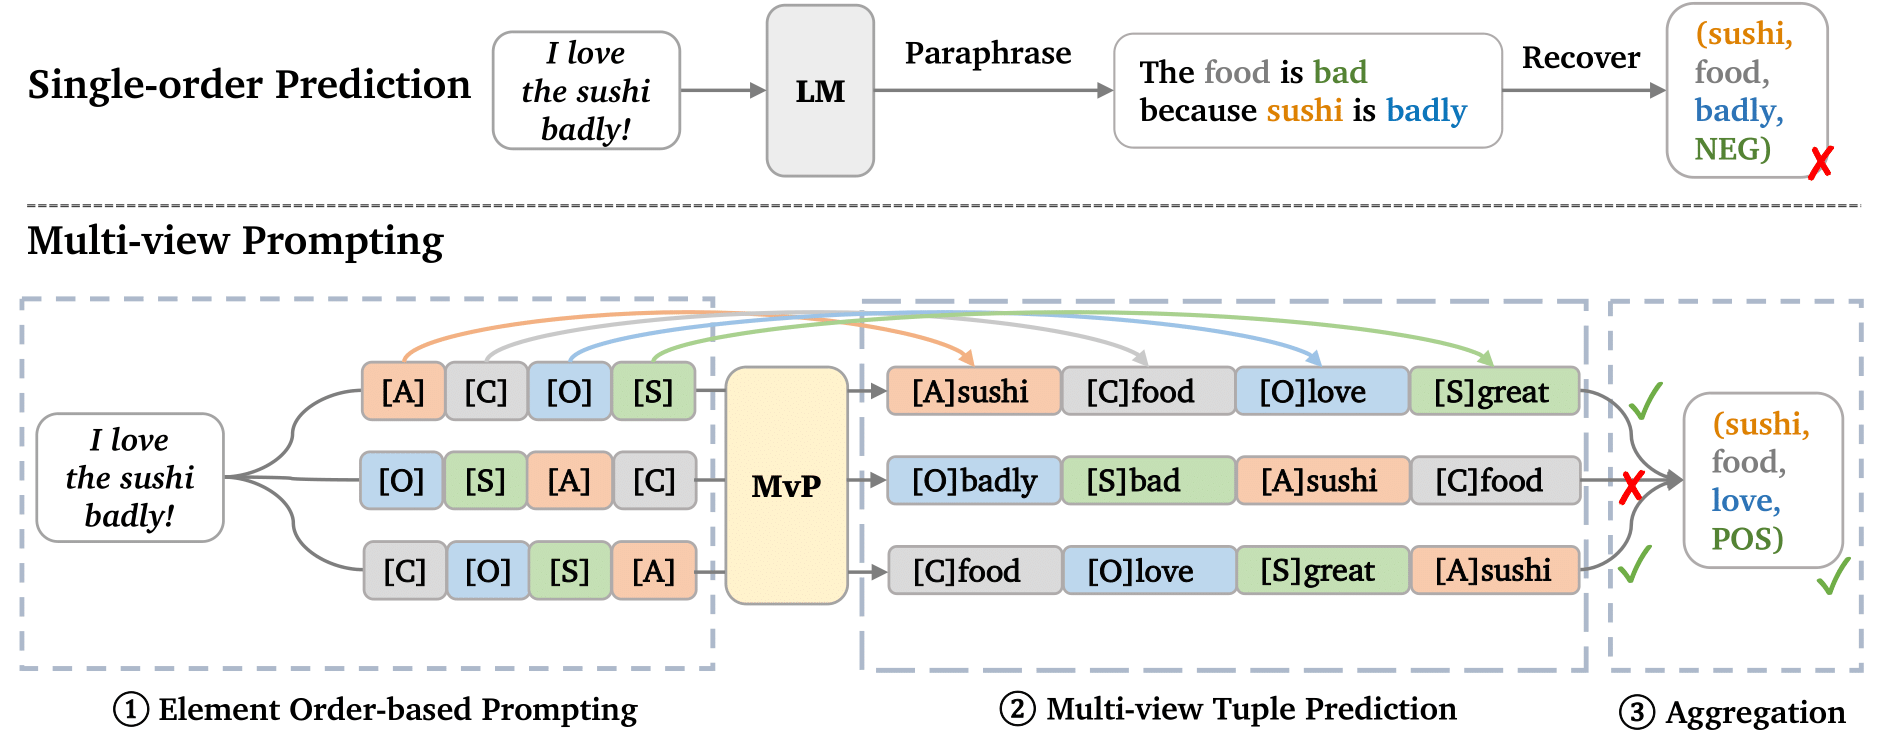 Single-order Prediction
I love
the sushi
badly!
LM
Paraphrase
The food is bad
because sushi is badly
Recover
(sushi,
food,
badly,
NEG)
✗
Multi-view Prompting
I love
the sushi
badly!
[A] [C] [O] [S]
[O] [S] [A] [C]
[C] [O] [S] [A]
MvP
[A]sushi [C]food [O]love [S]great
[O]badly [S]bad [A]sushi [C]food
[C]food [O]love [S]great [A]sushi
✓
✗
✓
(sushi,
food,
love,
POS)
✓
① Element Order-based Prompting
② Multi-view Tuple Prediction
③ Aggregation